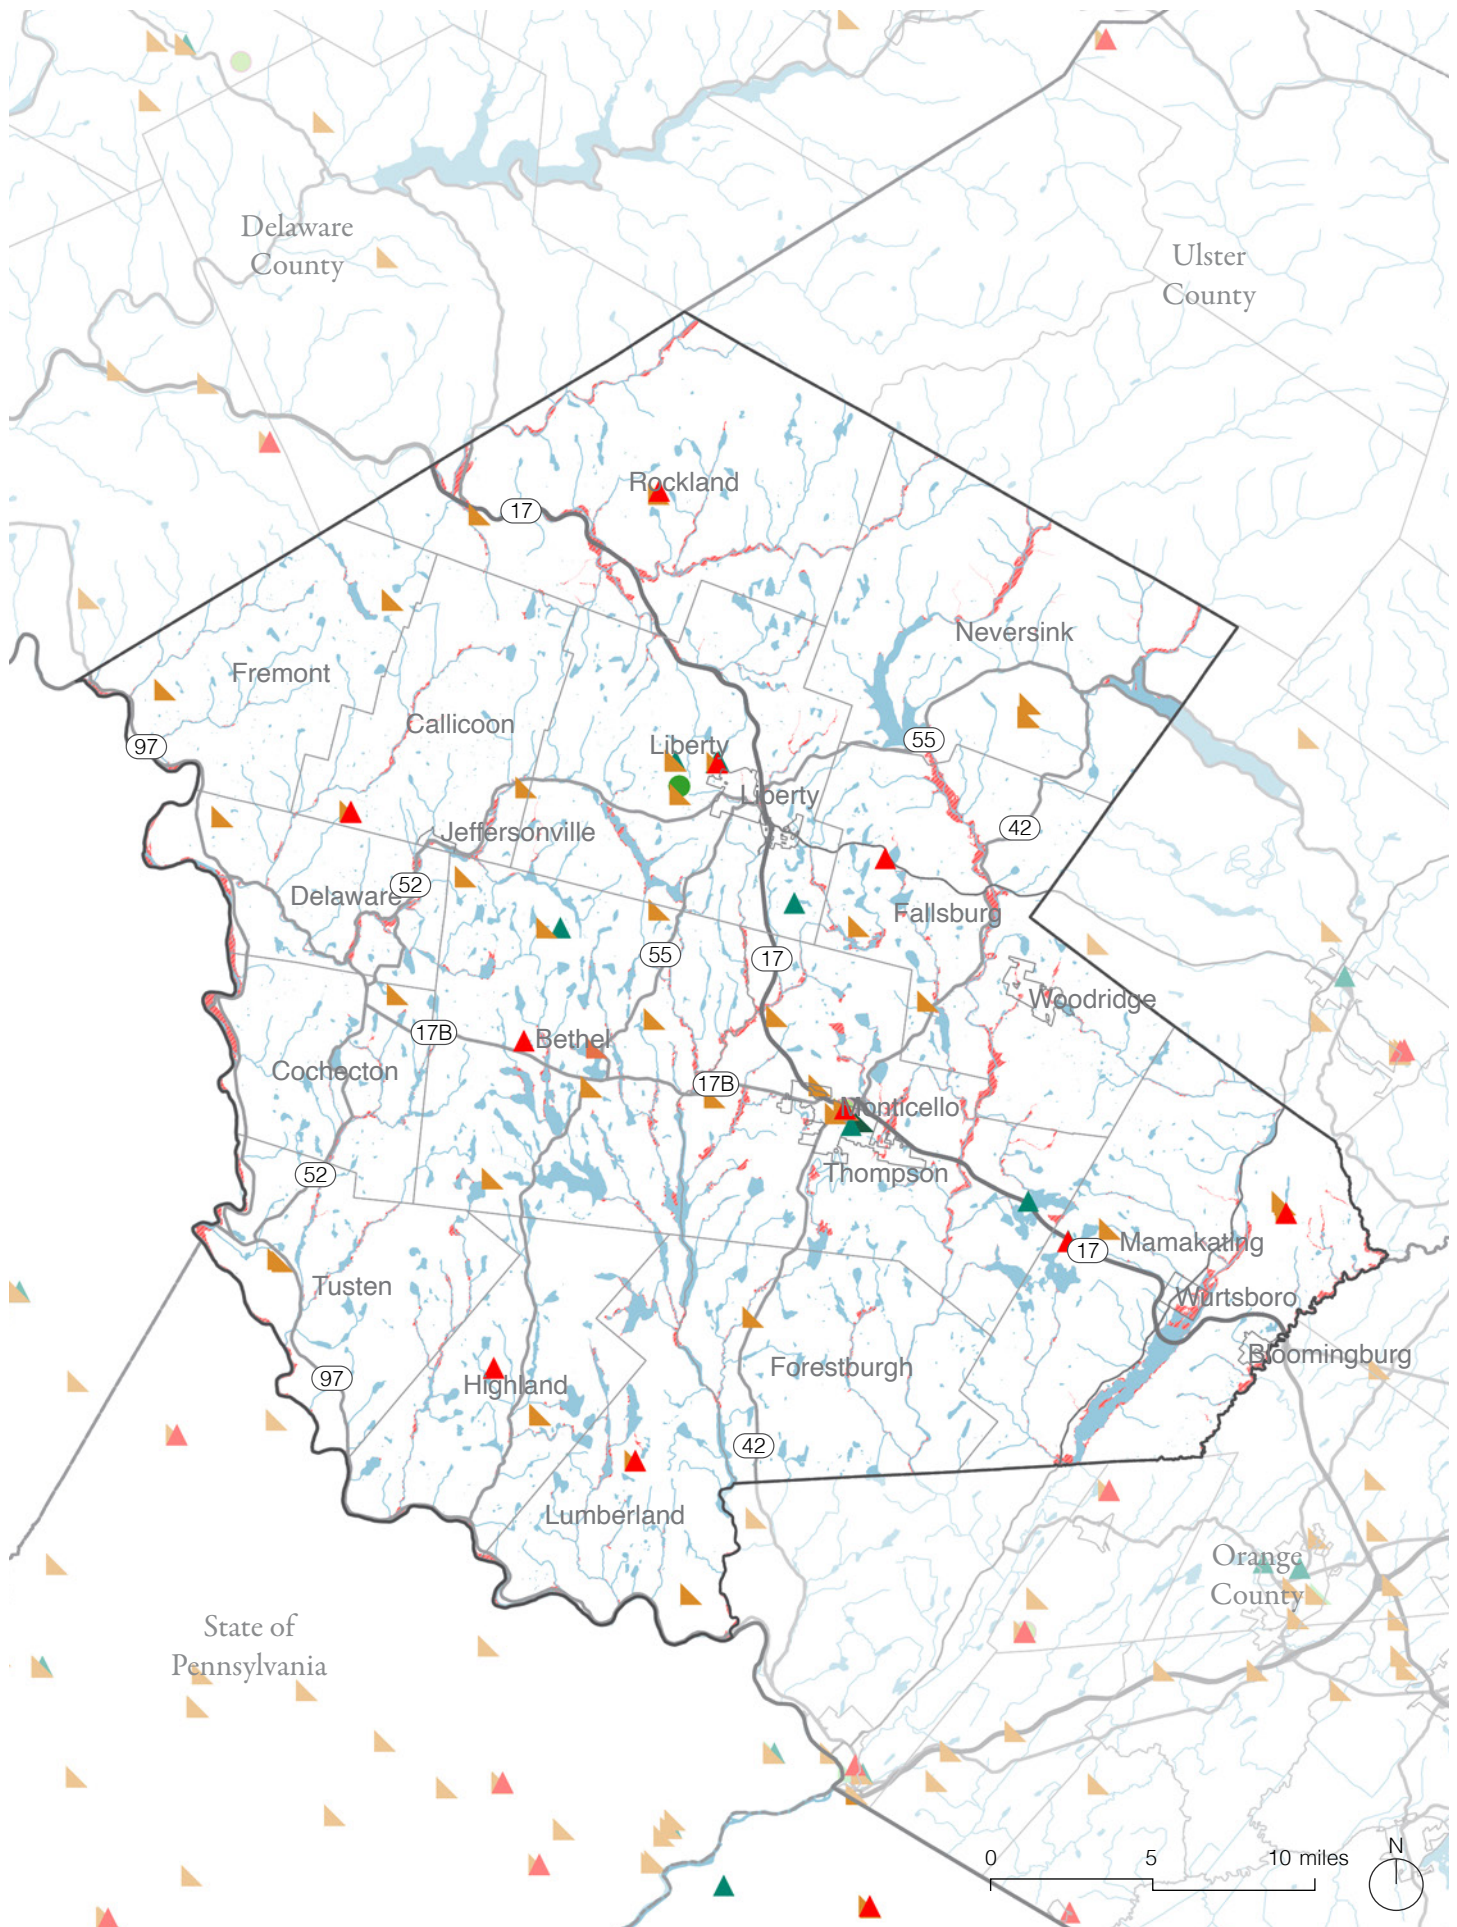 Delaware
County
Ulster
County
Rockland
17
Neversink
Fremont
Callicoon
97
Liberty
55
Liberty
42
Jeffersonville
52
Delaware
Fallsburg
55
17
Woodridge
17B
Bethel
Cochecton
17B
Monticello
52
Thompson
Mamakating
17
Tusten
Wurtsboro
Bloomingburg
Forestburgh
97
Highland
42
Lumberland
Orange
County
State of
Pennsylvania
N
0 5 10 miles